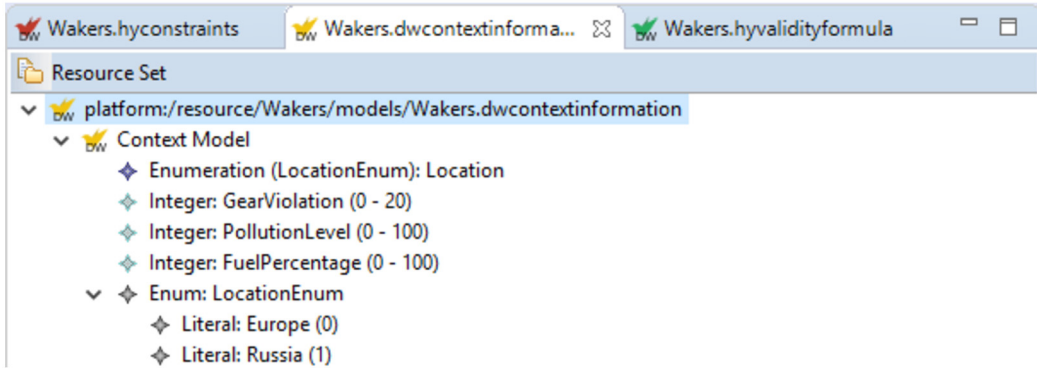 Wakers.hyconstraints Wakers.dwcontextinforma... Wakers.hyvalidityformula
Resource Set
platform:/resource/Wakers/models/Wakers.dwcontextinformation
Context Model
Enumeration (LocationEnum): Location
Integer: GearViolation (0 - 20)
Integer: PollutionLevel (0 - 100)
Integer: FuelPercentage (0 - 100)
Enum: LocationEnum
Literal: Europe (0)
Literal: Russia (1)